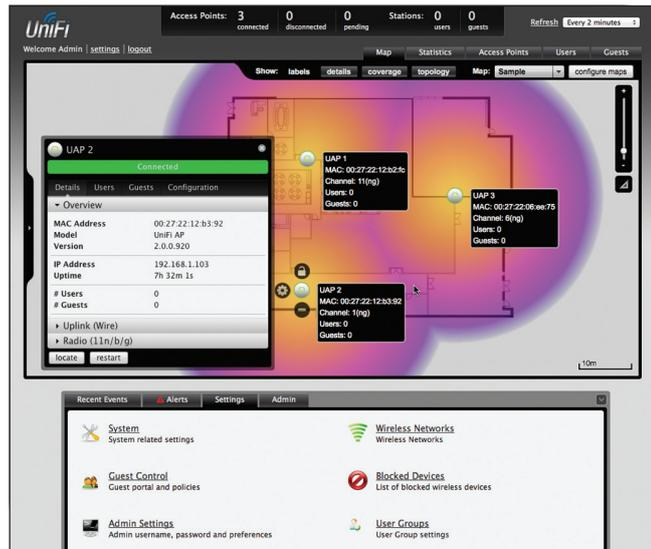 UniFi
Access Points: 3 connected 0 disconnected 0 pending Stations: 0 users 0 guests
Refresh Every 2 minutes
Welcome Admin | settings | logout
Map Statistics Access Points Users Guests
Show: labels details coverage topology Map: Sample configure maps
+
-
UAP 1
MAC: 00:27:22:12:b2:fc
Channel: 11(ng)
Users: 0
Guests: 0
UAP 3
MAC: 00:27:22:06:ee:75
Channel: 6(ng)
Users: 0
Guests: 0
UAP 2
MAC: 00:27:22:12:b3:92
Channel: 1(ng)
Users: 0
Guests: 0
10m
UAP 2
Connected
Details Users Guests Configuration
Overview
MAC Address 00:27:22:12:b3:92
Model UniFi AP
Version 2.0.0.920
IP Address 192.168.1.103
Uptime 7h 32m 1s
# Users 0
# Guests 0
Uplink (Wire)
Radio (11n/b/g)
locate restart
Recent Events Alerts Settings Admin
System
System related settings
Wireless Networks
Wireless Networks
Guest Control
Guest portal and policies
Blocked Devices
List of blocked wireless devices
Admin Settings
Admin username, password and preferences
User Groups
User Group settings